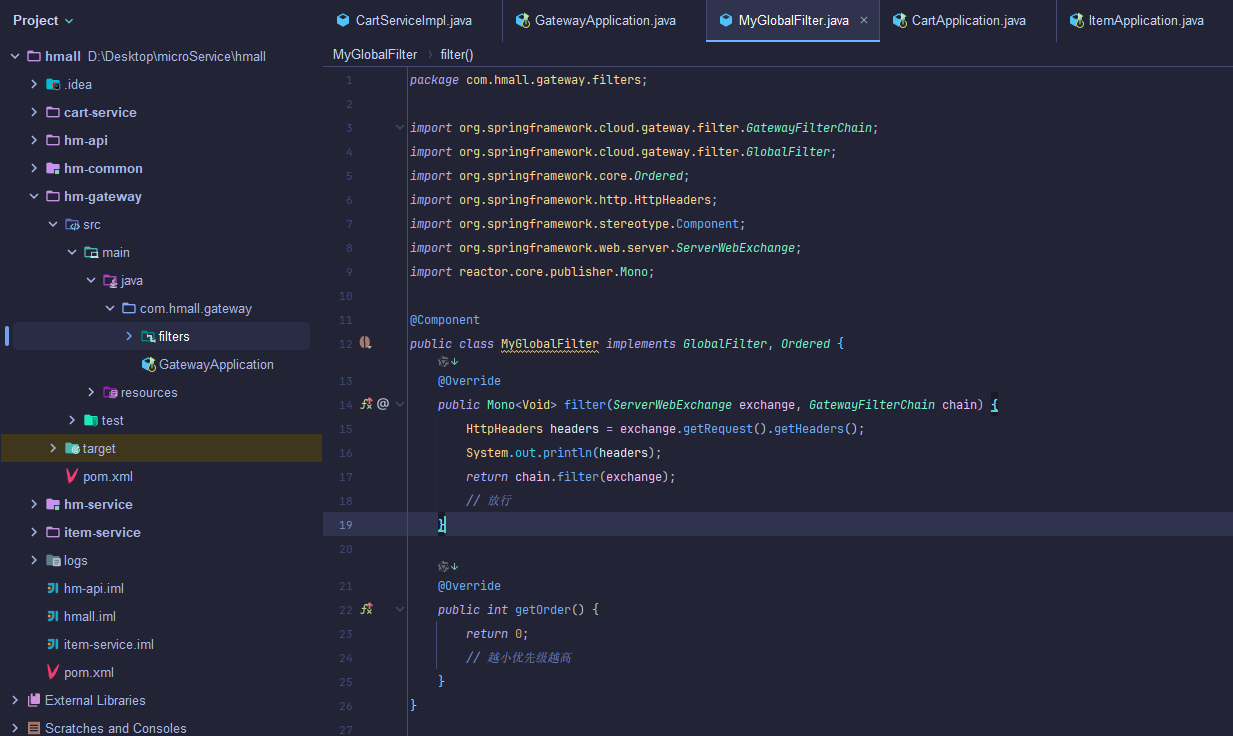 Project
CartServiceImpl.java
GatewayApplication.java
MyGlobalFilter.java
CartApplication.java
ItemApplication.java
hmall D:\Desktop\microService\hmall
.idea
cart-service
hm-api
hm-common
hm-gateway
src
main
java
com.hmall.gateway
filters
GatewayApplication
resources
test
target
pom.xml
hm-service
item-service
logs
hm-api.iml
hmall.iml
item-service.iml
pom.xml
External Libraries
Scratches and Consoles
MyGlobalFilter > filter()
1 package com.hmall.gateway.filters;
2
3 import org.springframework.cloud.gateway.filter.GatewayFilterChain;
4 import org.springframework.cloud.gateway.filter.GlobalFilter;
5 import org.springframework.core.Ordered;
6 import org.springframework.http.HttpHeaders;
7 import org.springframework.stereotype.Component;
8 import org.springframework.web.server.ServerWebExchange;
9 import reactor.core.publisher.Mono;
10
11 @Component
12 public class MyGlobalFilter implements GlobalFilter, Ordered {
13 @Override
14 public Mono<Void> filter(ServerWebExchange exchange, GatewayFilterChain chain) {
15 HttpHeaders headers = exchange.getRequest().getHeaders();
16 System.out.println(headers);
17 return chain.filter(exchange);
18 // 放行
19 }
20
21 @Override
22 public int getOrder() {
23 return 0;
24 // 越小优先级越高
25 }
26 }
27